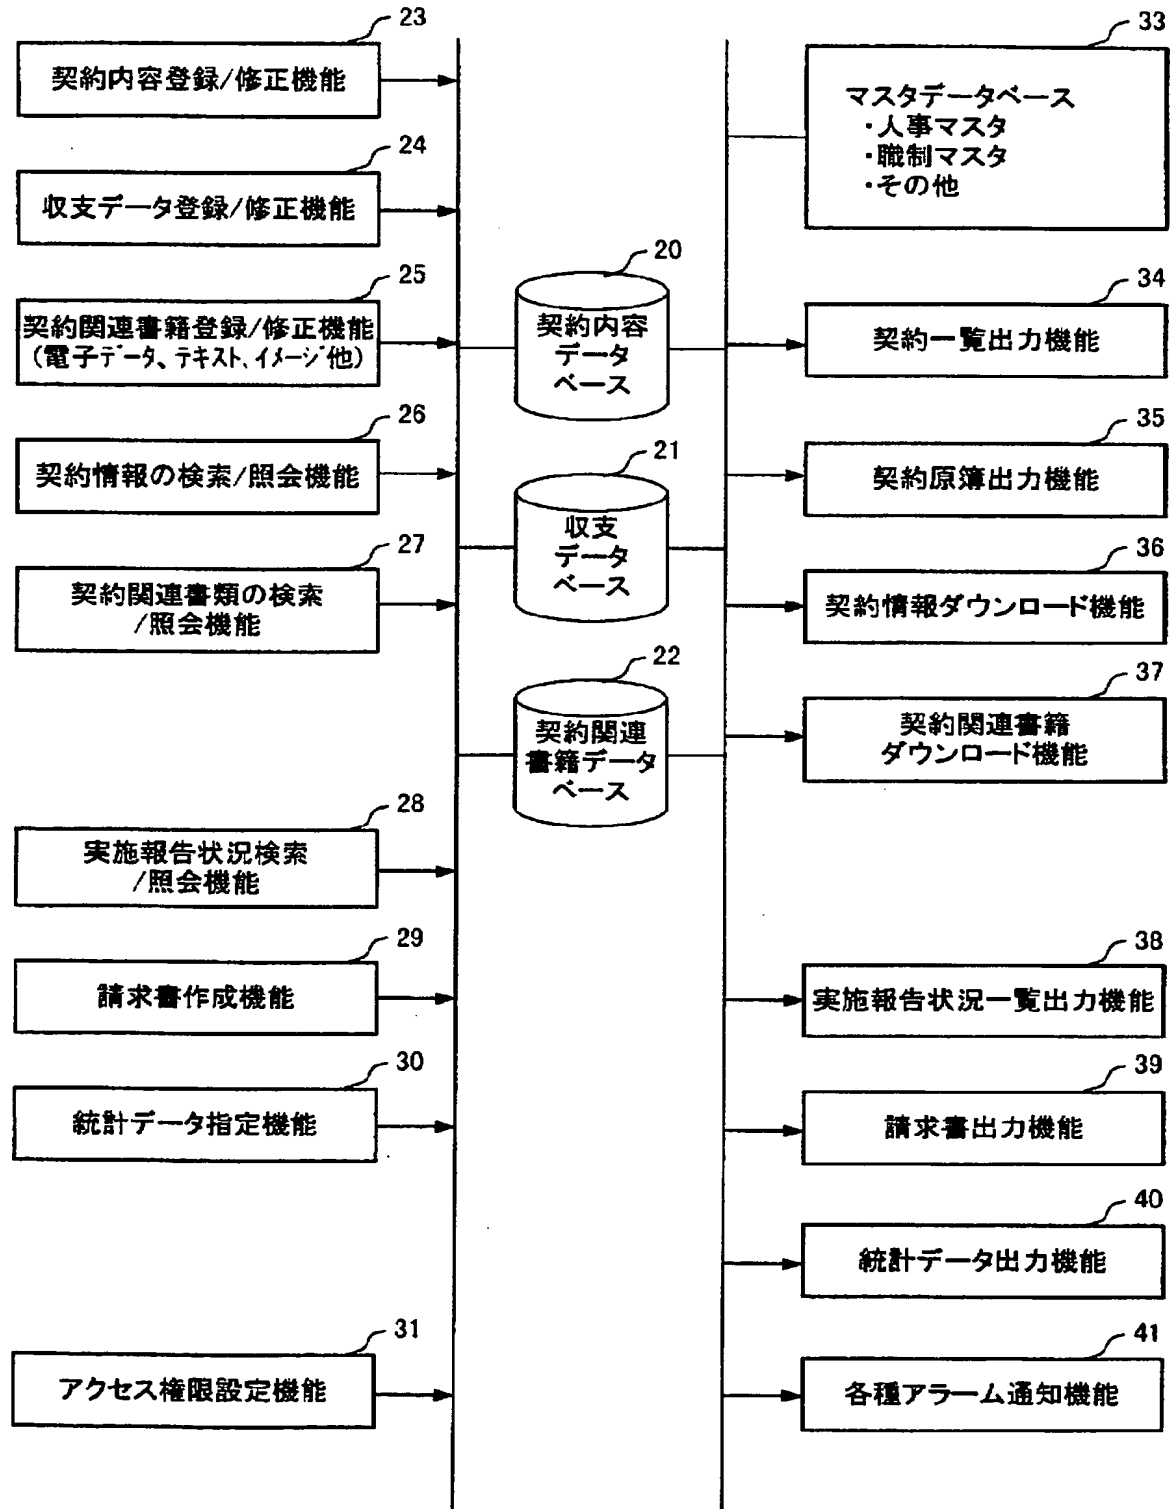 23
契約内容登録/修正機能
24
収支データ登録/修正機能
25
契約関連書籍登録/修正機能
(電子データ、テキスト、イメージ他)
26
契約情報の検索/照会機能
27
契約関連書類の検索
/照会機能
28
実施報告状況検索
/照会機能
29
請求書作成機能
30
統計データ指定機能
31
アクセス権限設定機能
20
契約内容
データ
ベース
21
収支
データ
ベース
22
契約関連
書籍データ
ベース
33
マスタデータベース
・人事マスタ
・職制マスタ
・その他
34
契約一覧出力機能
35
契約原簿出力機能
36
契約情報ダウンロード機能
37
契約関連書籍
ダウンロード機能
38
実施報告状況一覧出力機能
39
請求書出力機能
40
統計データ出力機能
41
各種アラーム通知機能